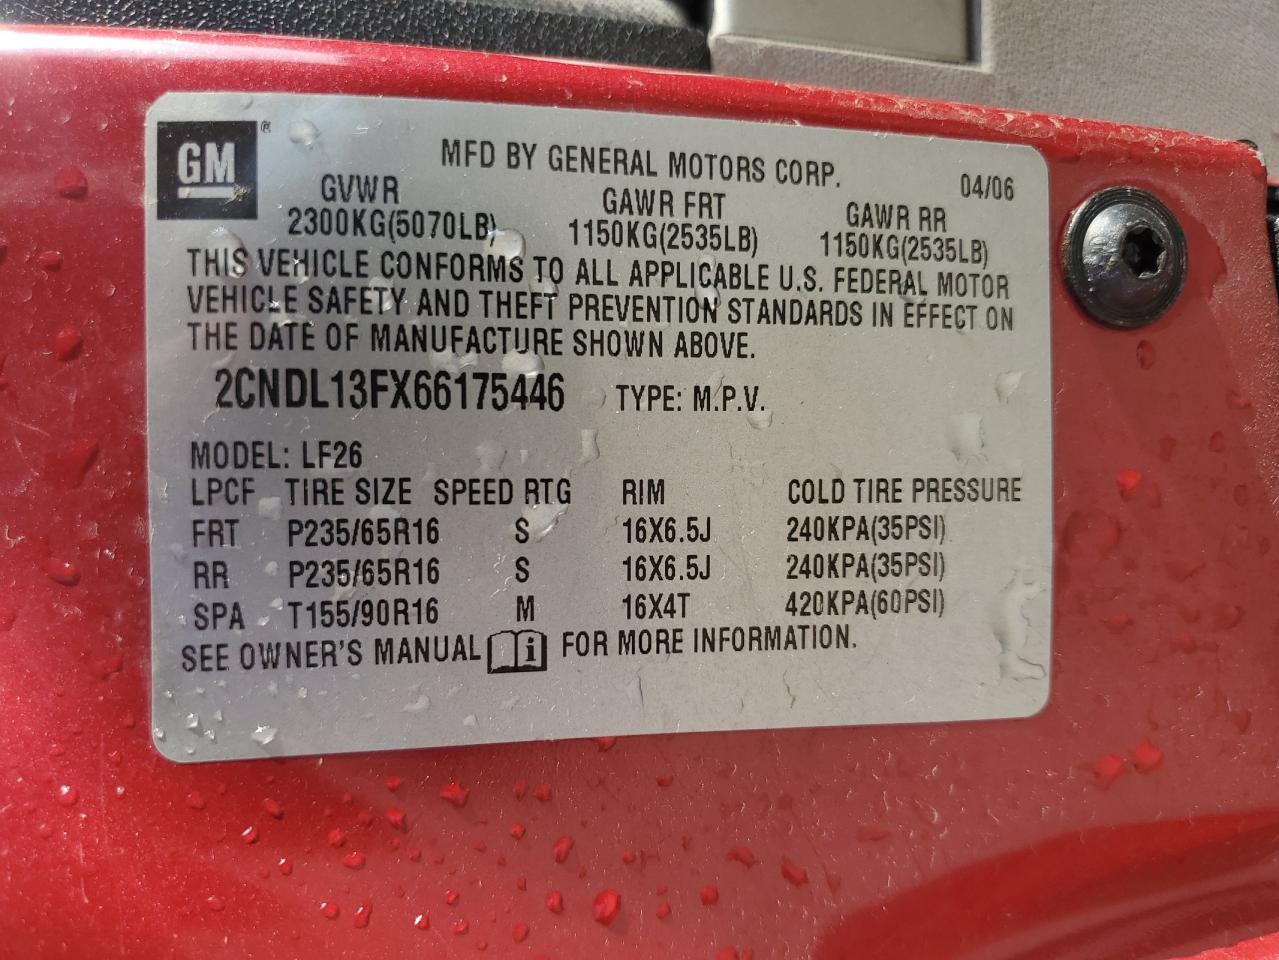 GM ®
MFD BY GENERAL MOTORS CORP.
04/06
GVWR GAWR FRT GAWR RR
2300KG(5070LB) 1150KG(2535LB) 1150KG(2535LB)
THIS VEHICLE CONFORMS TO ALL APPLICABLE U.S. FEDERAL MOTOR
VEHICLE SAFETY AND THEFT PREVENTION STANDARDS IN EFFECT ON
THE DATE OF MANUFACTURE SHOWN ABOVE.
2CNDL13FX66175446 TYPE: M.P.V.
MODEL: LF26
LPCF TIRE SIZE SPEED RTG RIM COLD TIRE PRESSURE
FRT P235/65R16 S 16X6.5J 240KPA(35PSI)
RR P235/65R16 S 16X6.5J 240KPA(35PSI)
SPA T155/90R16 M 16X4T 420KPA(60PSI)
SEE OWNER'S MANUAL i FOR MORE INFORMATION.